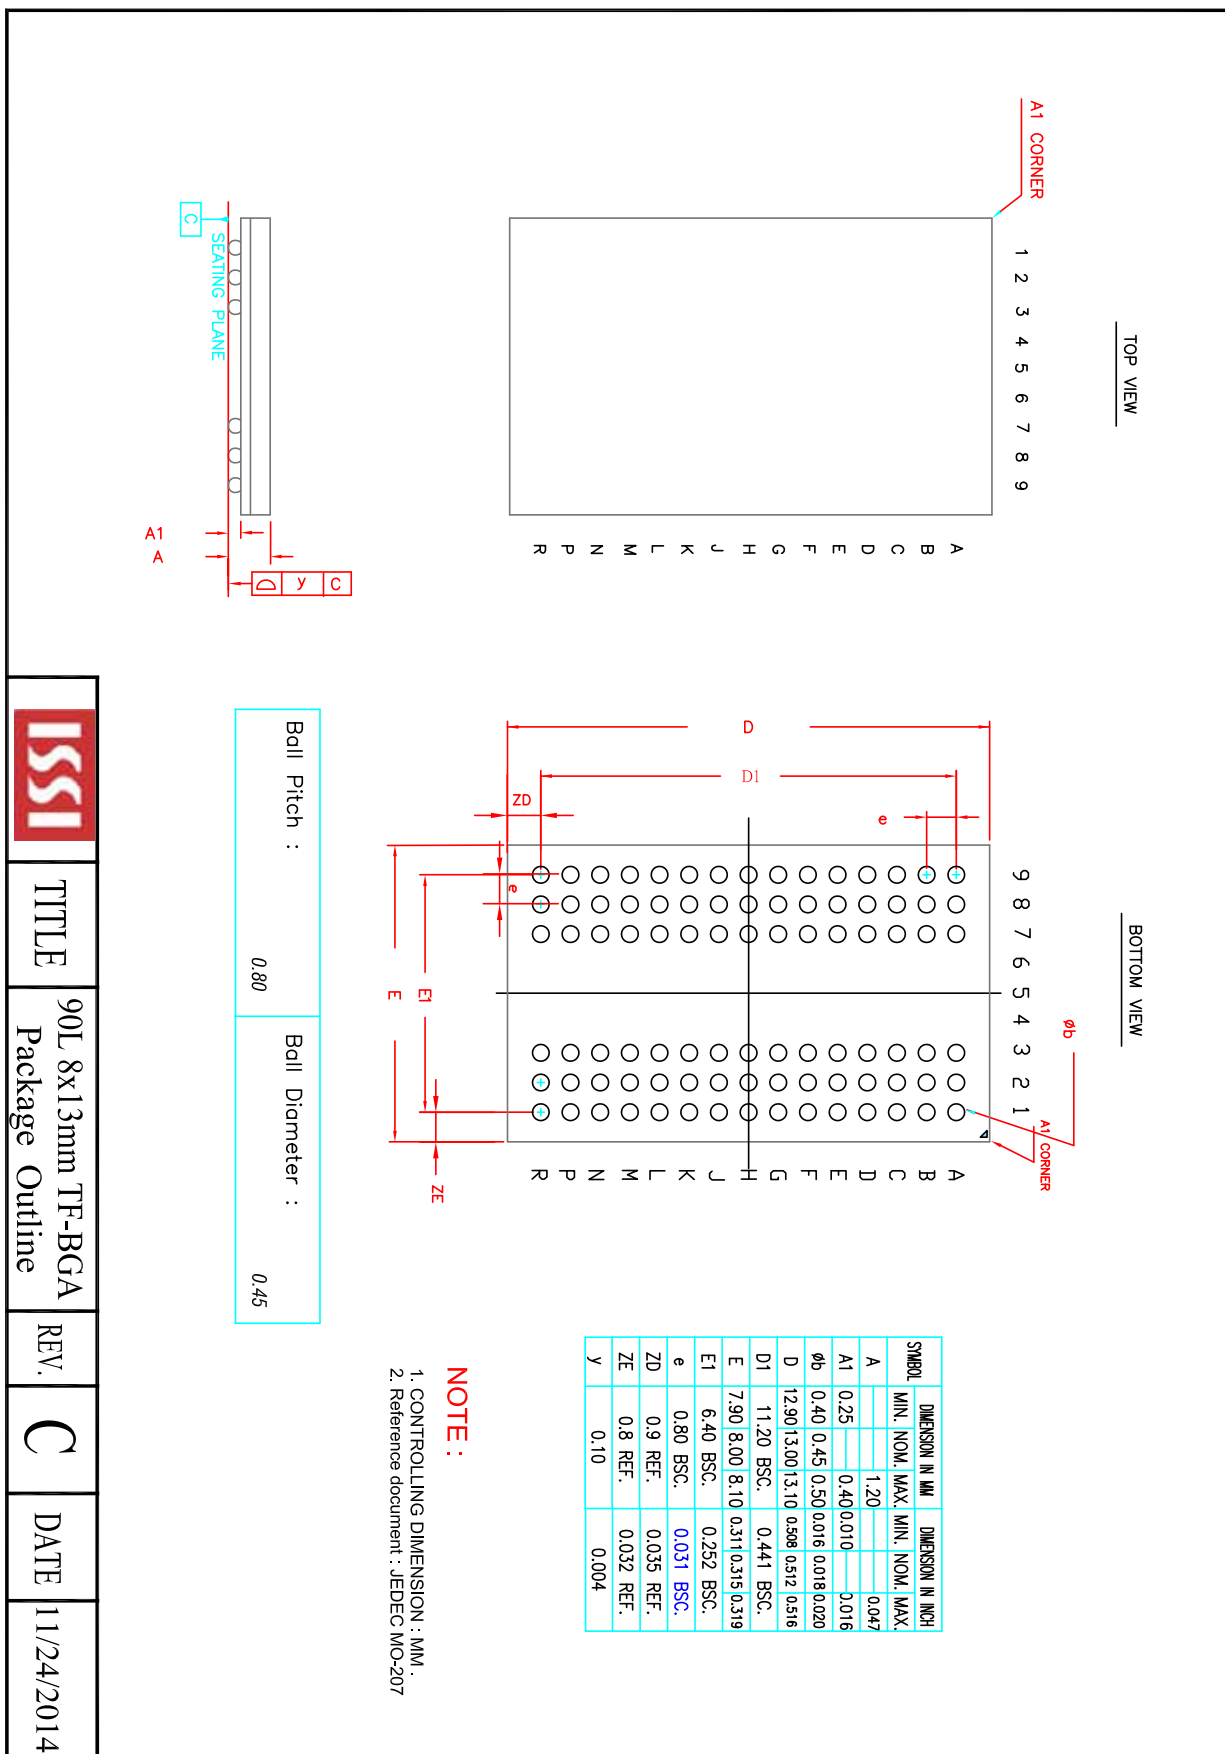 TOP VIEW
A1 CORNER
1 2 3 4 5 6 7 8 9
A
B
C
D
E
F
G
H
J
K
L
M
N
P
R
C
SEATING PLANE
A1
A
y C
BOTTOM VIEW
Øb
A1 CORNER
9 8 7 6 5 4 3 2 1
A
B
C
D
E
F
G
H
J
K
L
M
N
P
R
D
D1
ZD
e
e
E1
E
ZE
SYMBOL DIMENSION IN MM DIMENSION IN INCH
MIN. NOM. MAX. MIN. NOM. MAX.
A 1.20 0.047
A1 0.25 0.40 0.010 0.016
Øb 0.40 0.45 0.50 0.016 0.018 0.020
D 12.90 13.00 13.10 0.508 0.512 0.516
D1 11.20 BSC. 0.441 BSC.
E 7.90 8.00 8.10 0.311 0.315 0.319
E1 6.40 BSC. 0.252 BSC.
e 0.80 BSC. 0.031 BSC.
ZD 0.9 REF. 0.035 REF.
ZE 0.8 REF. 0.032 REF.
y 0.10 0.004
Ball Pitch : 0.80
Ball Diameter : 0.45
NOTE :
1. CONTROLLING DIMENSION : MM .
2. Reference document : JEDEC MO-207
ISSI
TITLE
90L 8x13mm TF-BGA
Package Outline
REV.
C
DATE
11/24/2014